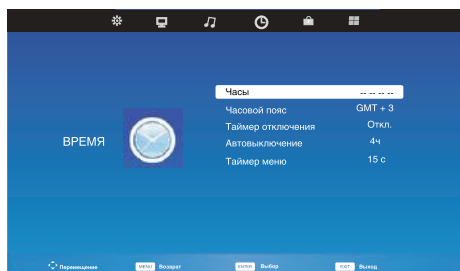 Часы -- -- -- --
Часовой пояс GMT + 3
Таймер отключения Откл.
ВРЕМЯ
Автовыключение 4ч
Таймер меню 15 с
Перемещение MENU Возврат ENTER Выбор EXIT Выход